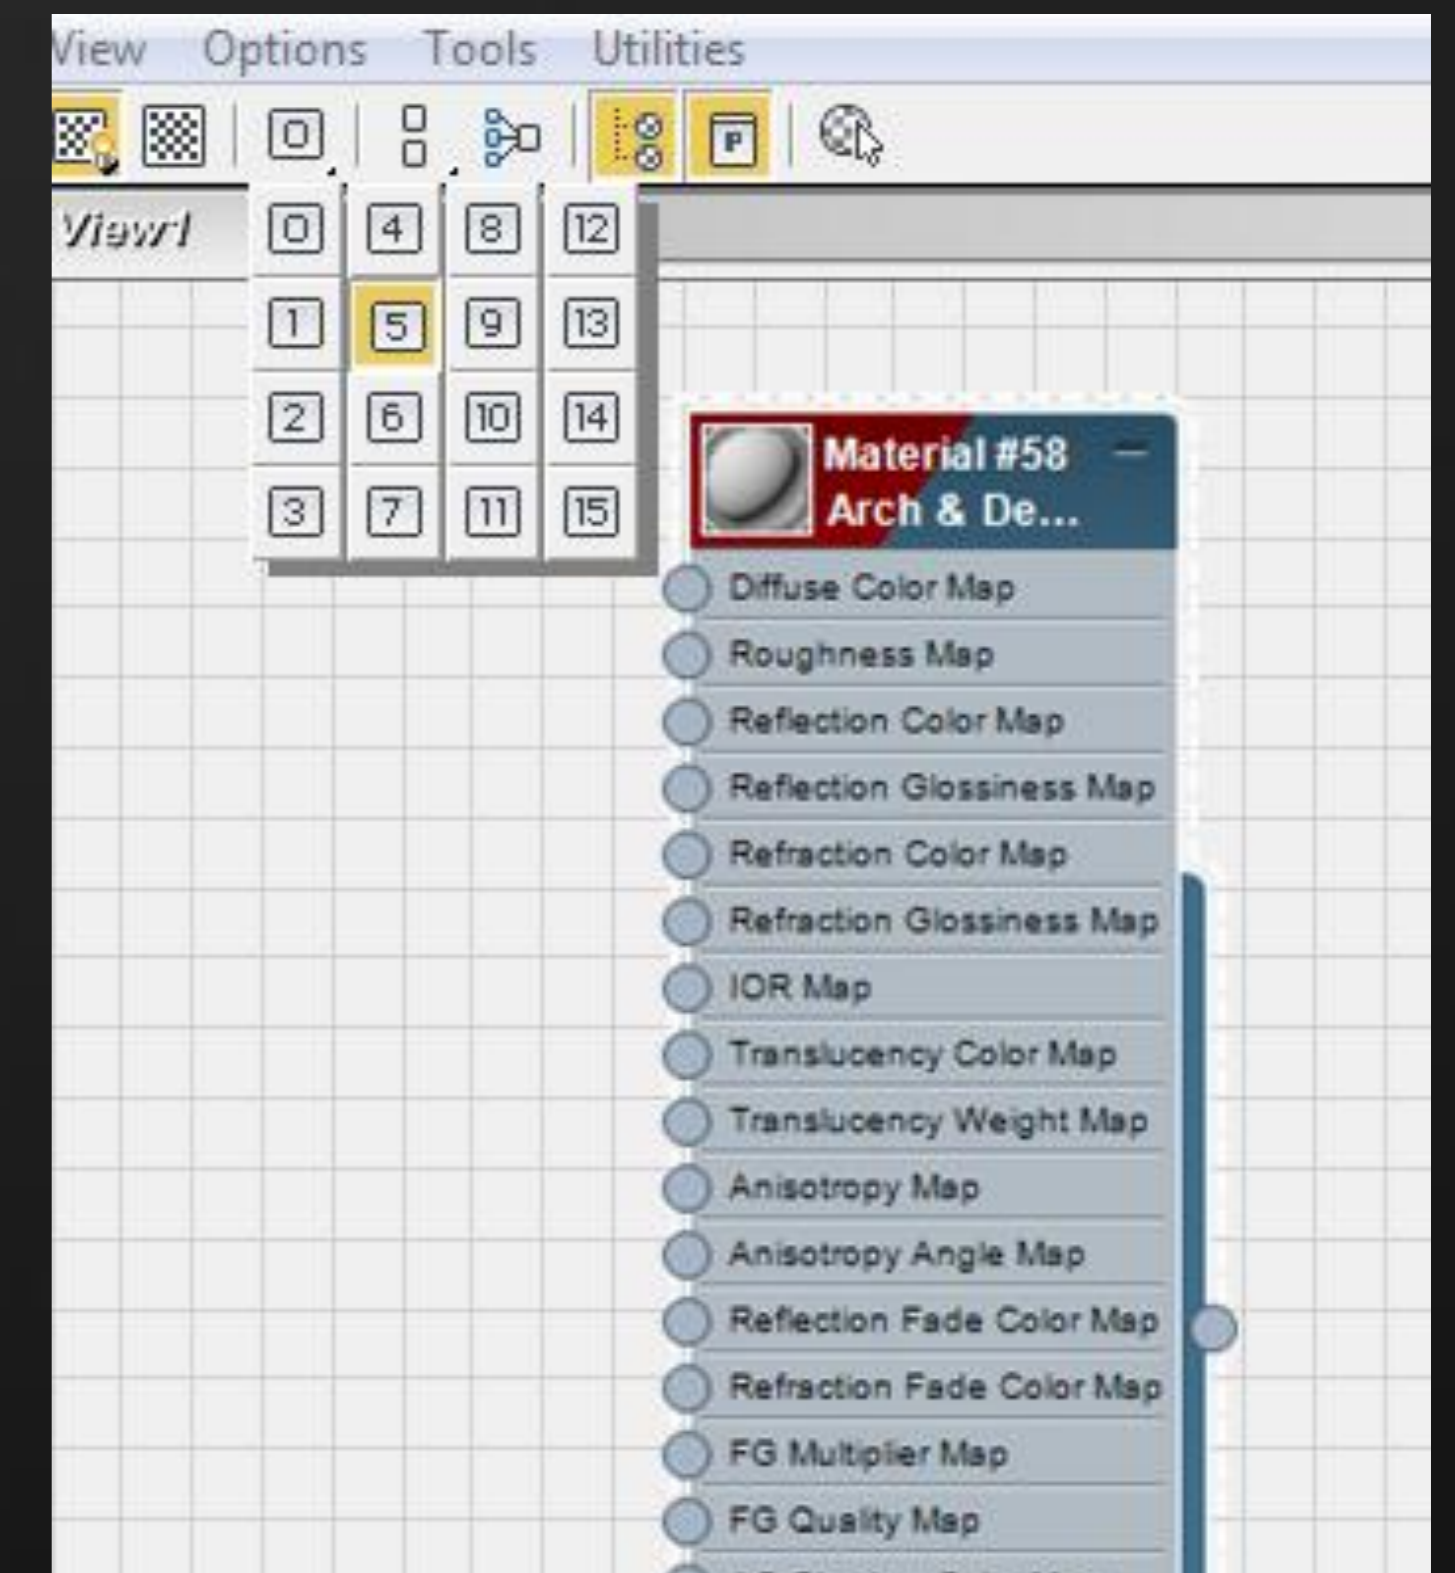 View Options Tools Utilities
0 P
View1
0 4 8 12
1 5 9 13
2 6 10 14
3 7 11 15
Material #58
Arch & De...
Diffuse Color Map
Roughness Map
Reflection Color Map
Reflection Glossiness Map
Refraction Color Map
Refraction Glossiness Map
IOR Map
Translucency Color Map
Translucency Weight Map
Anisotropy Map
Anisotropy Angle Map
Reflection Fade Color Map
Refraction Fade Color Map
FG Multiplier Map
FG Quality Map